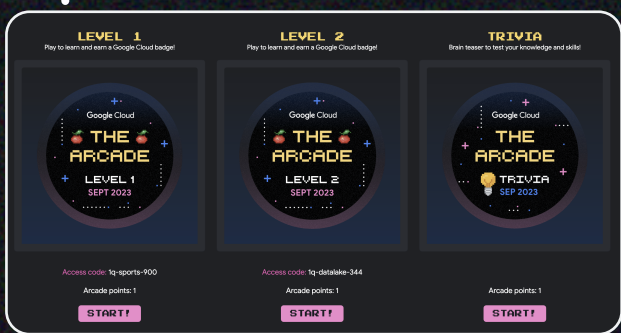 LEVEL 1
Play to learn and earn a Google Cloud badge!
Google Cloud
THE
ARCADE
LEVEL 1
SEPT 2023
Access code: 1q-sports-900
Arcade points: 1
START!
LEVEL 2
Play to learn and earn a Google Cloud badge!
Google Cloud
THE
ARCADE
LEVEL 2
SEPT 2023
Access code: 1q-datalake-344
Arcade points: 1
START!
TRIVIA
Brain teaser to test your knowledge and skills!
Google Cloud
THE
ARCADE
TRIVIA
SEP 2023
Arcade points: 1
START!